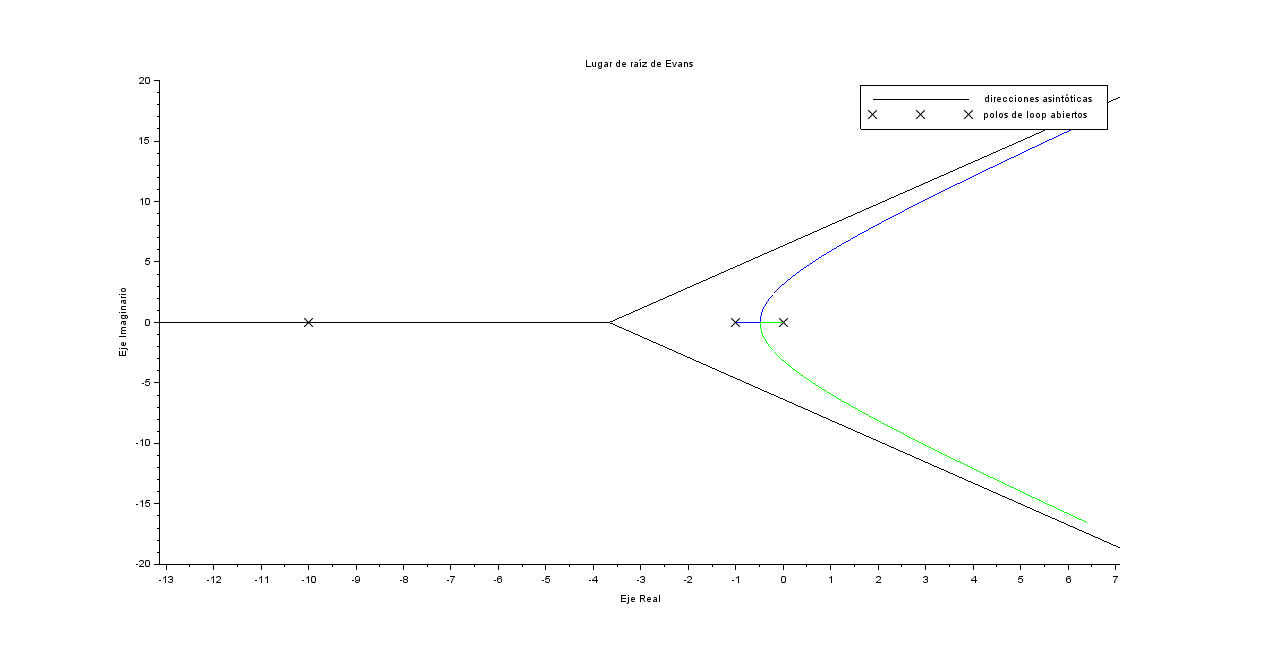 Lugar de raíz de Evans
direcciones asintóticas
polos de loop abiertos
20
15
10
5
0
-5
-10
-15
-20
Eje Imaginario
-13 -12 -11 -10 -9 -8 -7 -6 -5 -4 -3 -2 -1 0 1 2 3 4 5 6 7
Eje Real